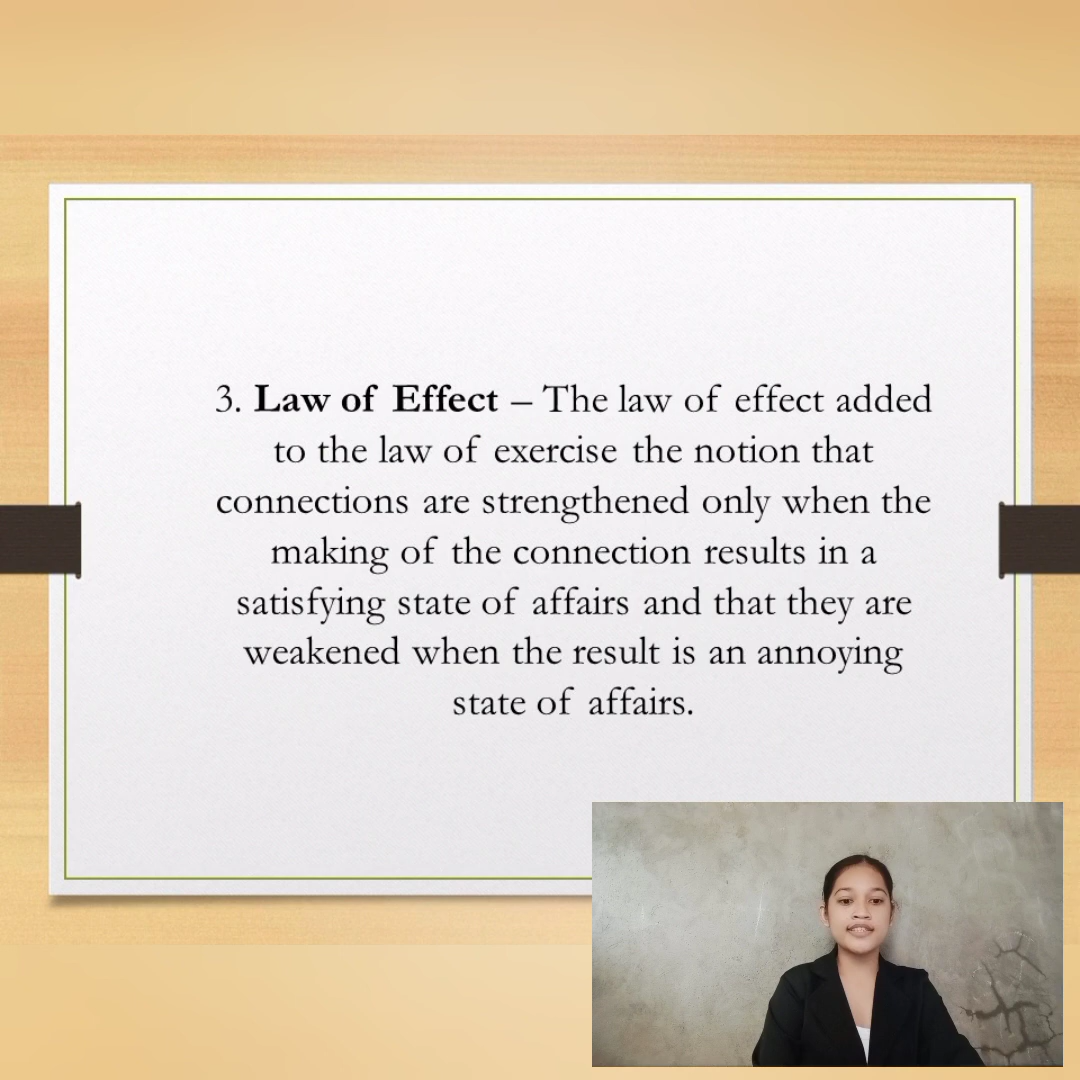 3. Law of Effect – The law of effect added
to the law of exercise the notion that
connections are strengthened only when the
making of the connection results in a
satisfying state of affairs and that they are
weakened when the result is an annoying
state of affairs.